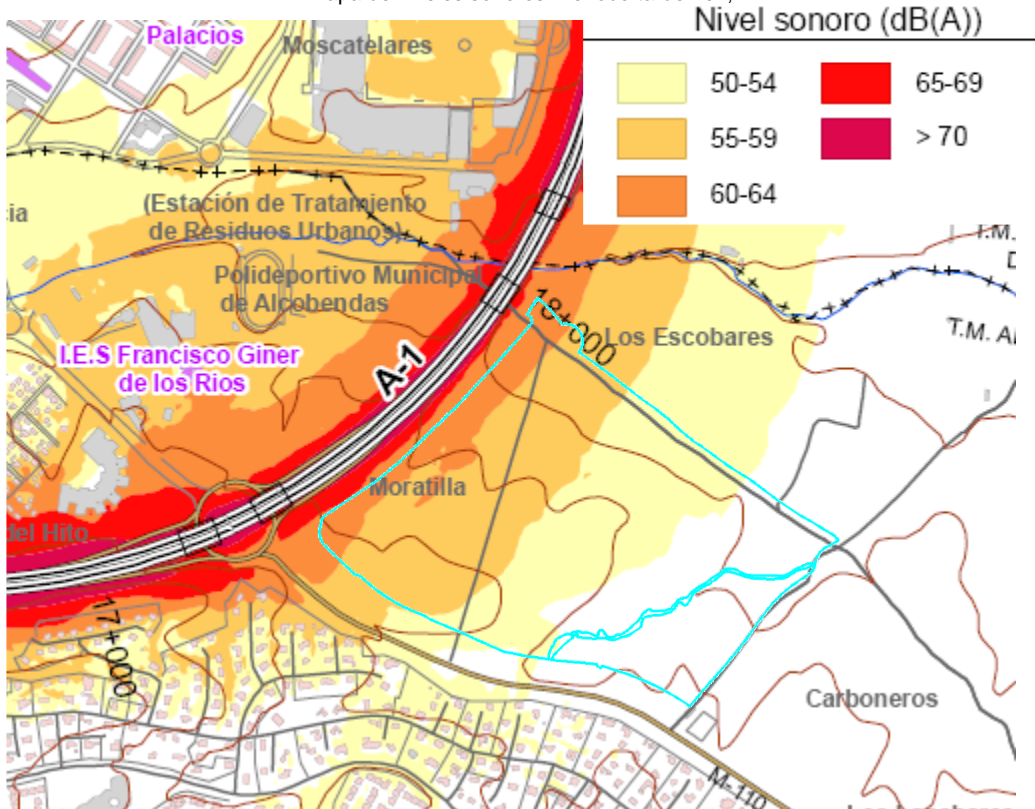 Nivel sonoro (dB(A))
50-54
65-69
55-59
> 70
60-64
Palacios
Moscatelares
(Estación de Tratamiento
de Residuos Urbanos)
Polideportivo Municipal
de Alcobendas
I.E.S Francisco Giner
de los Rios
A-1
18+000
Los Escobares
T.M.
D
T.M. AL
Moratilla
del Hito
17+000
Carboneros
M-110